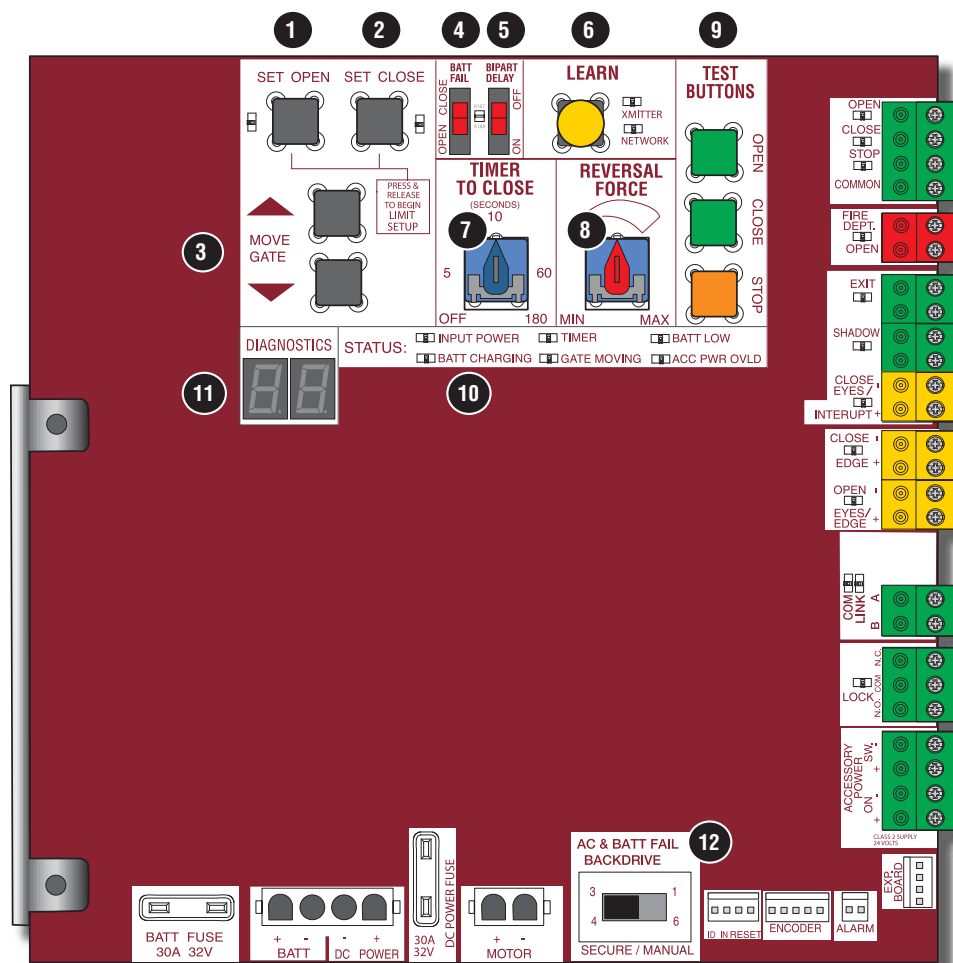 1
2
4
5
6
9
SET OPEN
SET CLOSE
BATT
FAIL
OPEN CLOSE
BIPART
DELAY
ON OFF
R187
LEARN
XMITTER
NETWORK
TEST
BUTTONS
OPEN
CLOSE
STOP
PRESS &
RELEASE
TO BEGIN
LIMIT
SETUP
3
MOVE
GATE
TIMER
TO CLOSE
(SECONDS)
10
7
5
60
OFF
180
REVERSAL
FORCE
8
MIN
MAX
DIAGNOSTICS
11
STATUS:
INPUT POWER
TIMER
BATT LOW
BATT CHARGING
GATE MOVING
ACC PWR OVLD
10
OPEN
CLOSE
STOP
COMMON
FIRE
DEPT.
OPEN
EXIT
SHADOW
CLOSE -
EYES/
INTERUPT +
CLOSE -
EDGE +
OPEN -
EYES/
EDGE +
COM
LINK
B A
LOCK
N.O. COM N.C.
ACCESSORY
POWER
ON SW.
+ - + -
CLASS 2 SUPPLY
24 VOLTS
EXP.
BOARD
BATT FUSE
30A 32V
+ - - +
BATT
DC POWER
DC POWER FUSE
30A
32V
+ -
MOTOR
12
AC & BATT FAIL
BACKDRIVE
3
1
4
6
SECURE / MANUAL
ID IN RESET
ENCODER
ALARM